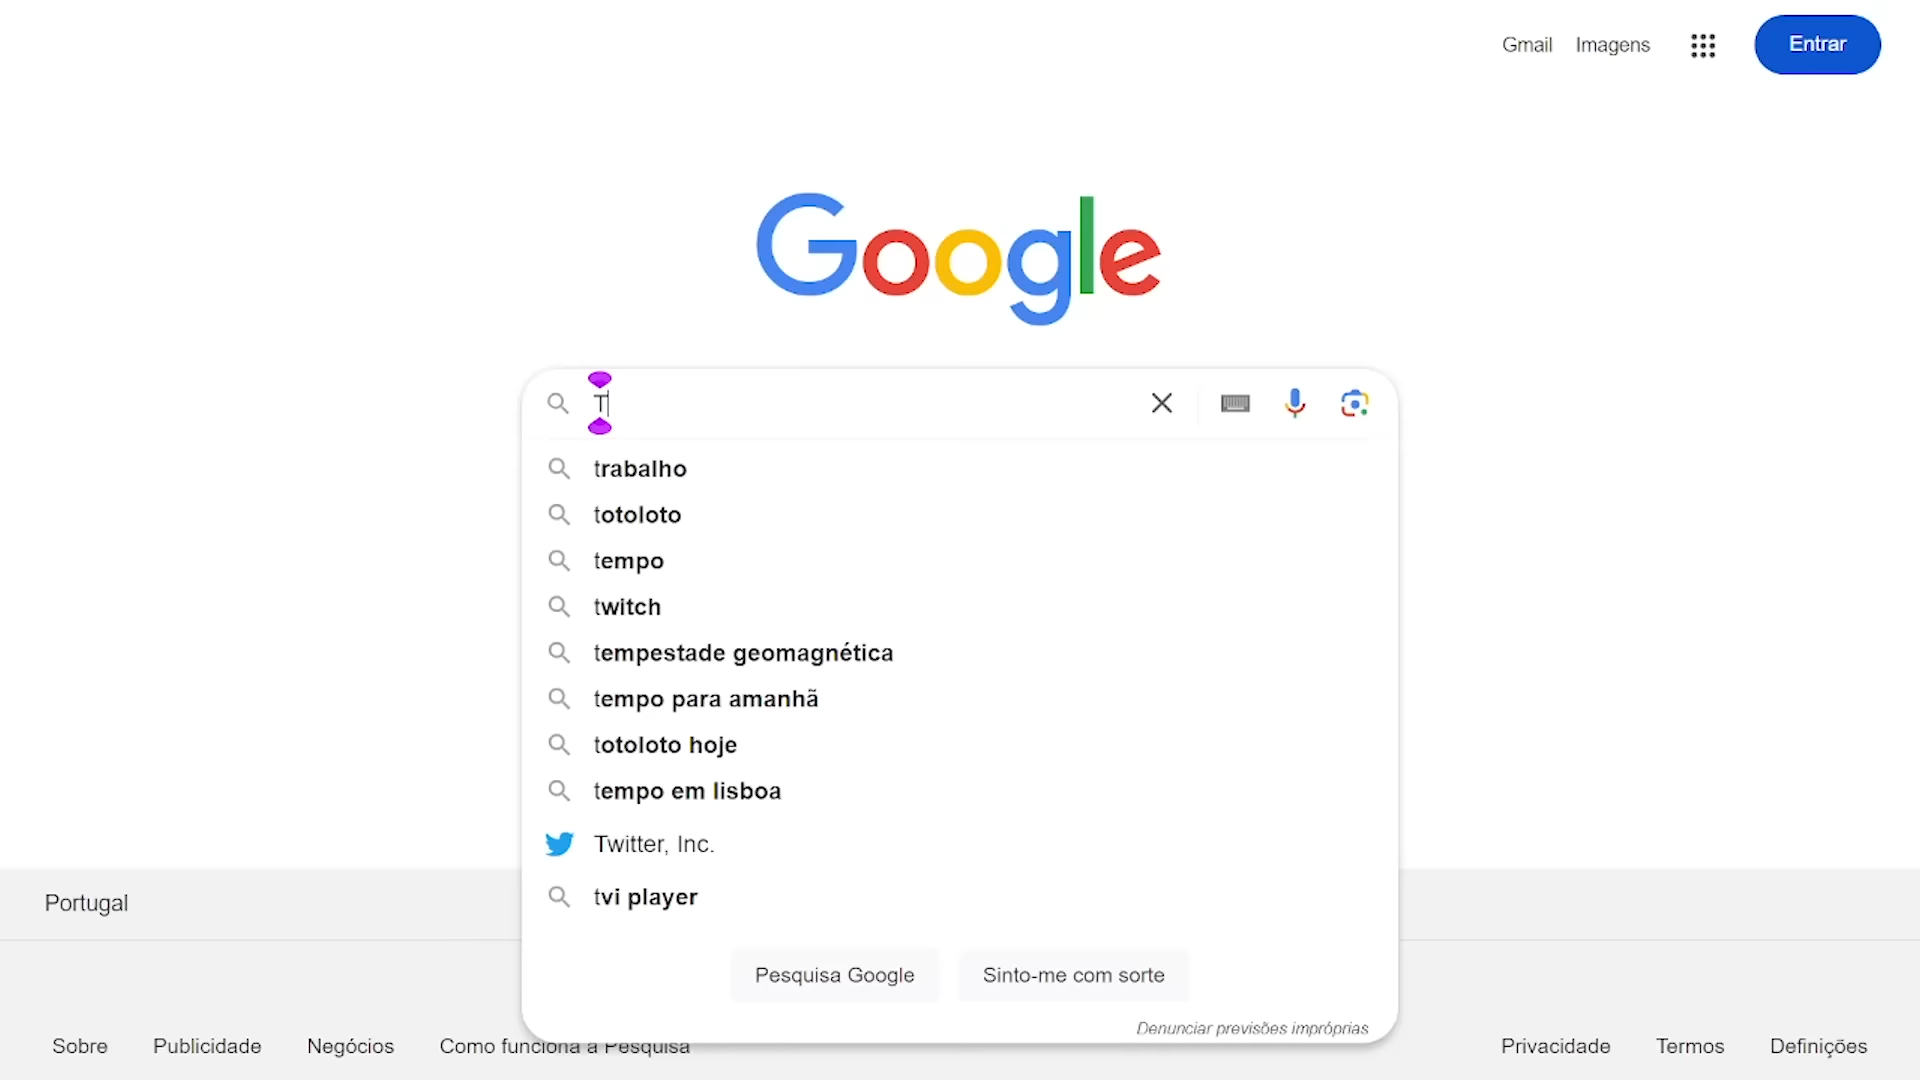 Gmail Imagens Entrar
Google
T
trabalho
totoloto
tempo
twitch
tempestade geomagnética
tempo para amanhã
totoloto hoje
tempo em lisboa
Twitter, Inc.
tvi player
Portugal
Pesquisa Google Sinto-me com sorte
Denunciar previsões impróprias
Sobre Publicidade Negócios Como funciona a Pesquisa Privacidade Termos Definições